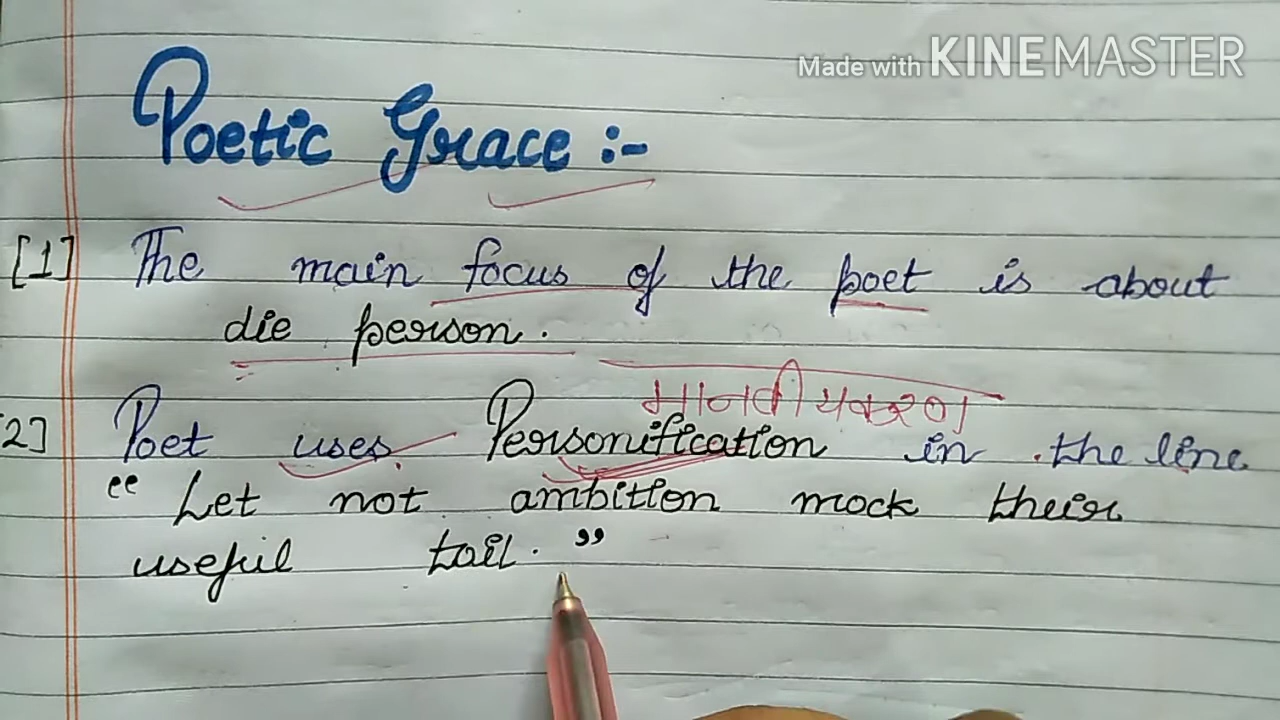 Made with KINEMASTER
Poetic Grace :-
[1] The main focus of the poet is about
die person.
मानवीयकरण
[2] Poet uses Personification in the line
“ Let not ambition mock their
useful tail. ”